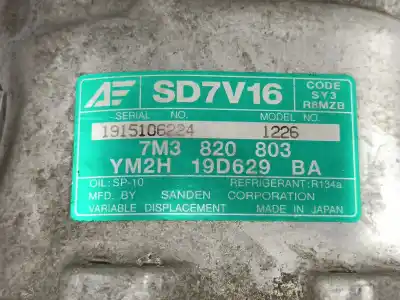 AE SD7V16 CODE
SY3
R8MZB
SERIAL NO. MODEL NO.
1915106224 1226
7M3 820 803
YM2H 19D629 BA
OIL:SP-10 REFRIGERANT:R134a
MFD.BY SANDEN CORPORATION
VARIABLE DISPLACEMENT MADE IN JAPAN